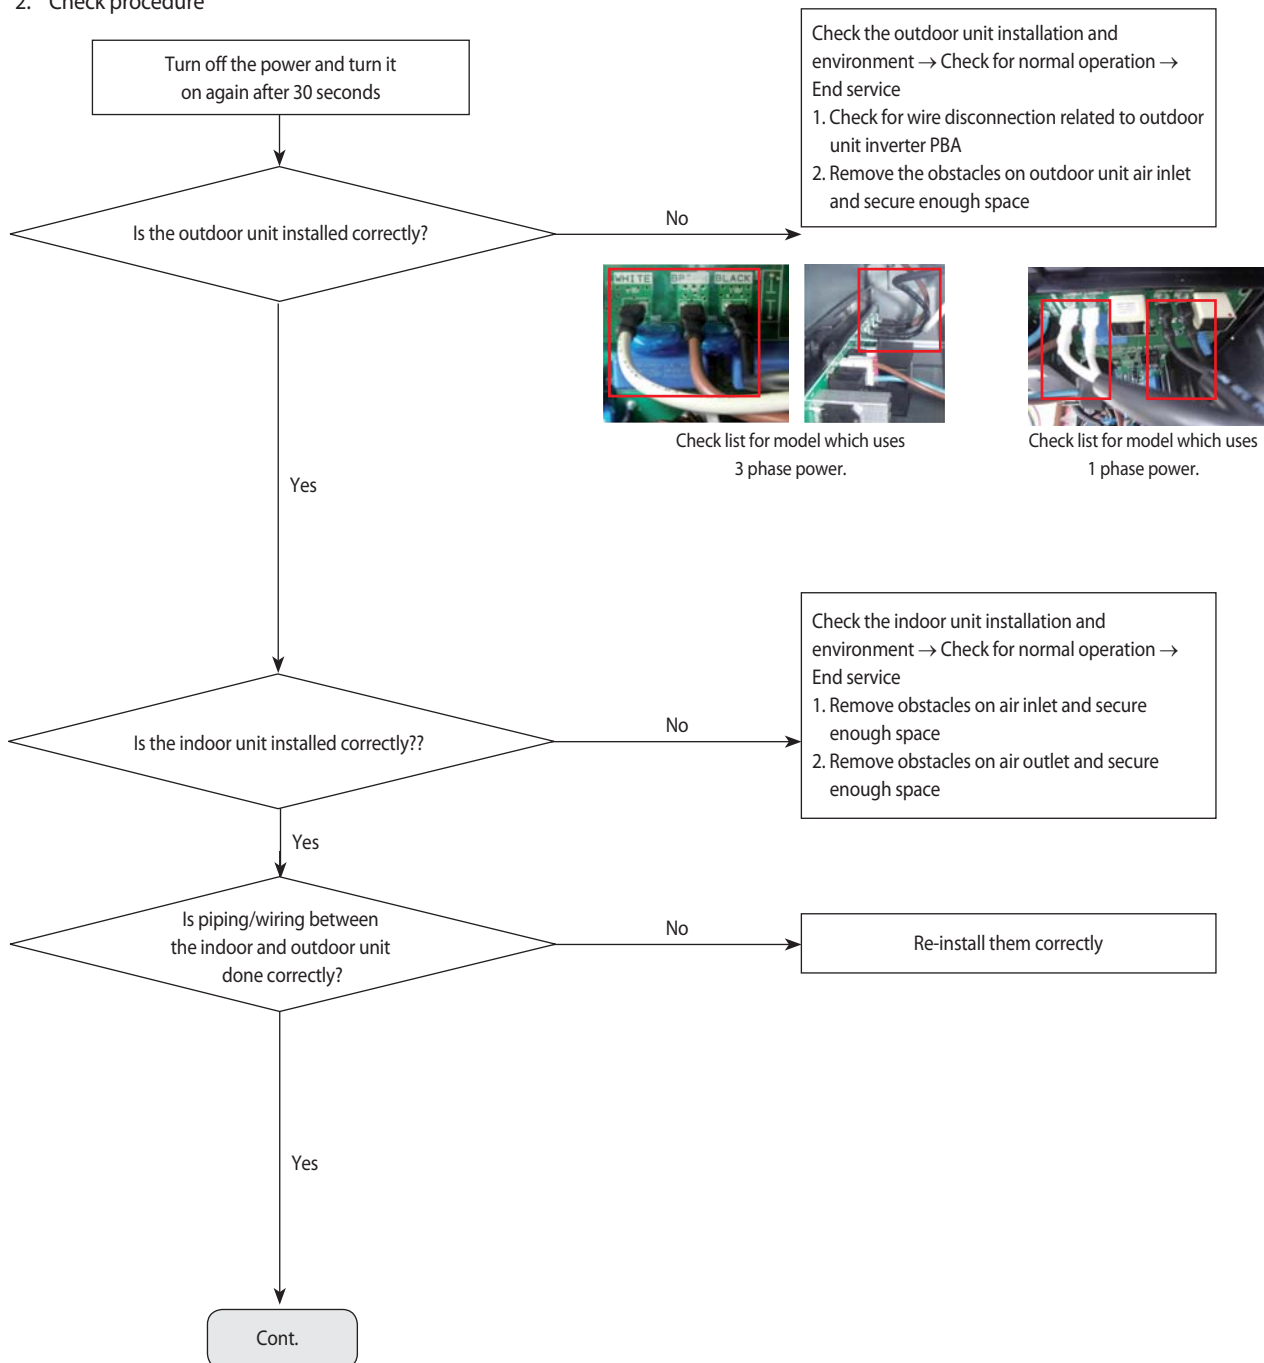 2. Check procedure
Turn off the power and turn it
on again after 30 seconds
Check the outdoor unit installation and
environment → Check for normal operation →
End service
1. Check for wire disconnection related to outdoor
unit inverter PBA
2. Remove the obstacles on outdoor unit air inlet
and secure enough space
Is the outdoor unit installed correctly?
No
WHITE
BLACK
Check list for model which uses
3 phase power.
Check list for model which uses
1 phase power.
Yes
Check the indoor unit installation and
environment → Check for normal operation →
End service
1. Remove obstacles on air inlet and secure
enough space
2. Remove obstacles on air outlet and secure
enough space
Is the indoor unit installed correctly??
No
Yes
Is piping/wiring between
the indoor and outdoor unit
done correctly?
No
Re-install them correctly
Yes
Cont.